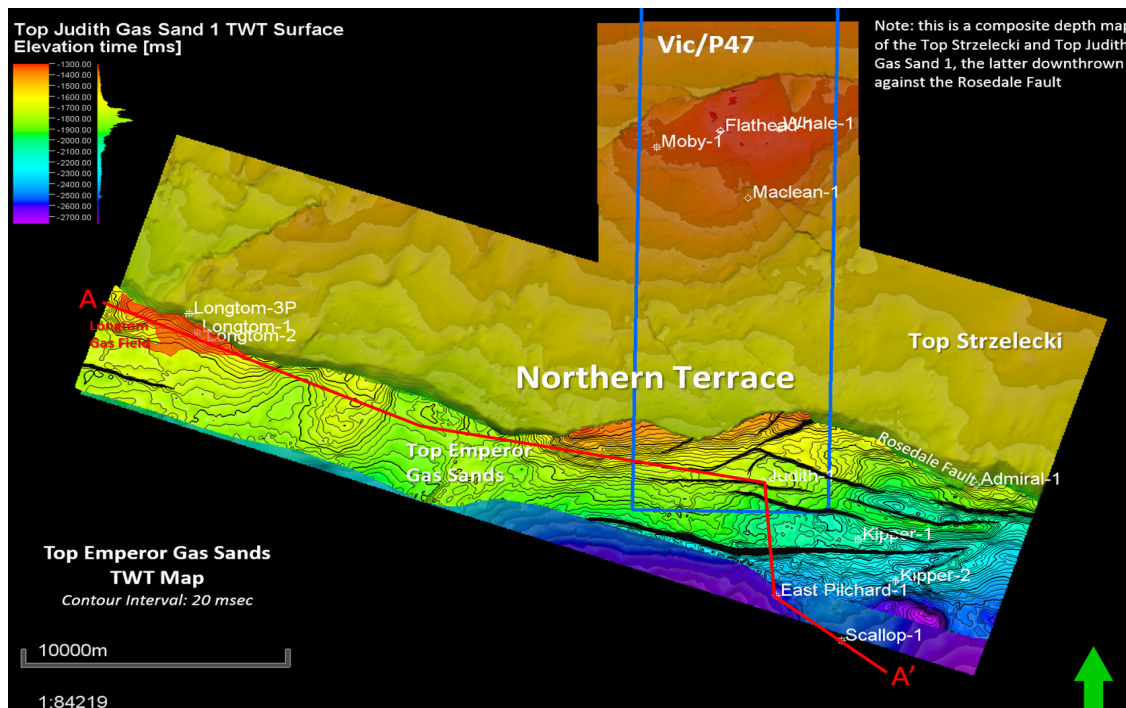 Top Judith Gas Sand 1 TWT Surface
Elevation time [ms]
-1300.00
-1400.00
-1500.00
-1600.00
-1700.00
-1800.00
-1900.00
-2000.00
-2100.00
-2200.00
-2300.00
-2400.00
-2500.00
-2600.00
-2700.00
Vic/P47
Note: this is a composite depth map
of the Top Strzelecki and Top Judith
Gas Sand 1, the latter downthrown
against the Rosedale Fault
Flathead-1
Whale-1
Moby-1
Maclean-1
A
Longtom-3P
Longtom-1
Longtom-2
Longtom
Gas Field
Top Strzelecki
Northern Terrace
Top Emperor
Gas Sands
Rosedale Fault
Judith-1
Admiral-1
Kipper-1
Kipper-2
East Pilchard-1
Scallop-1
A'
Top Emperor Gas Sands
TWT Map
Contour Interval: 20 msec
10000m
1:84219